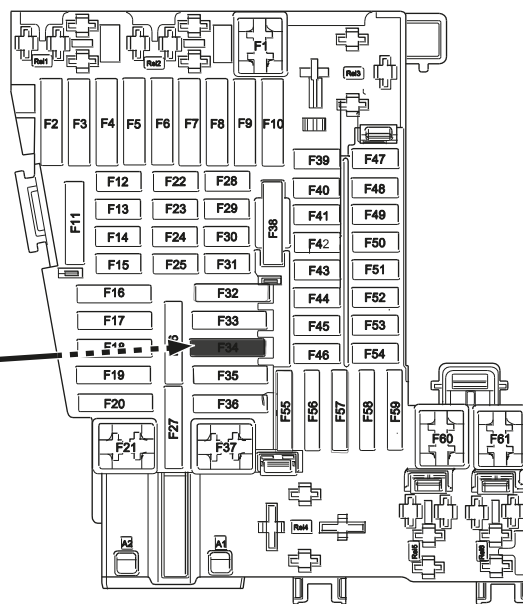 F1
Rel1
Rel2
Rel3
F2 F3 F4 F5 F6 F7 F8 F9 F10
F39 F47
F12 F22 F28
F40 F48
F11 F13 F23 F29 F38 F41 F49
F14 F24 F30 F42 F50
F15 F25 F31 F43 F51
F16 F32 F44 F52
F17 F33 F45 F53
F18 F34 F46 F54
F19 F35
F20 F27 F36 F55 F56 F57 F58 F59
F21 F37 F60 F61
Rel4
A2 A1 Rel5 Rel6